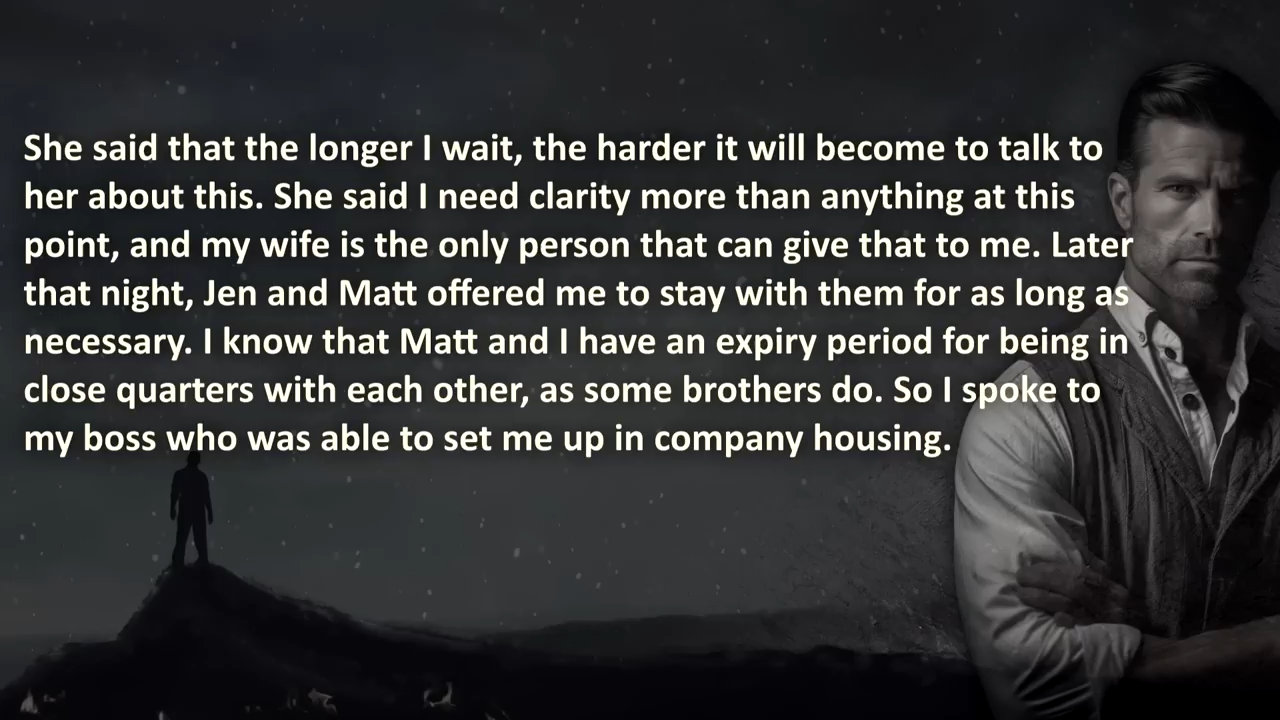 She said that the longer I wait, the harder it will become to talk to
her about this. She said I need clarity more than anything at this
point, and my wife is the only person that can give that to me. Later
that night, Jen and Matt offered me to stay with them for as long as
necessary. I know that Matt and I have an expiry period for being in
close quarters with each other, as some brothers do. So I spoke to
my boss who was able to set me up in company housing.